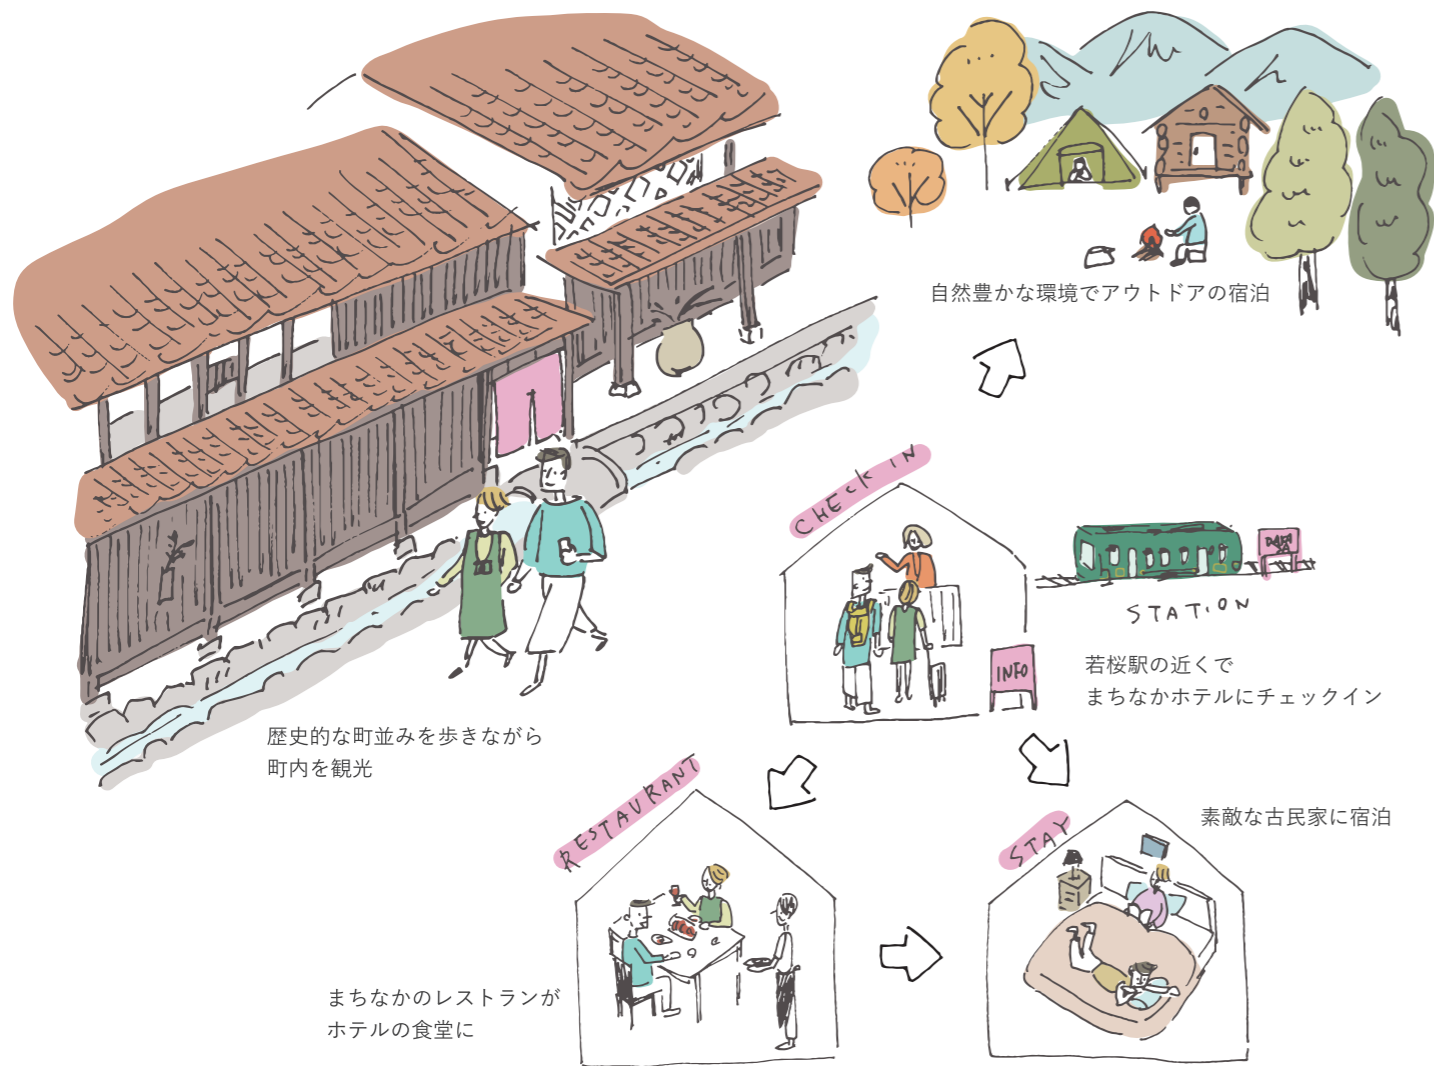 自然豊かな環境でアウトドアの宿泊
CHECK IN
STATION
INFO
若桜駅の近くで
まちなかホテルにチェックイン
歴史的な町並みを歩きながら
町内を観光
RESTAURANT
STAY
素敵な古民家に宿泊
まちなかのレストランが
ホテルの食堂に